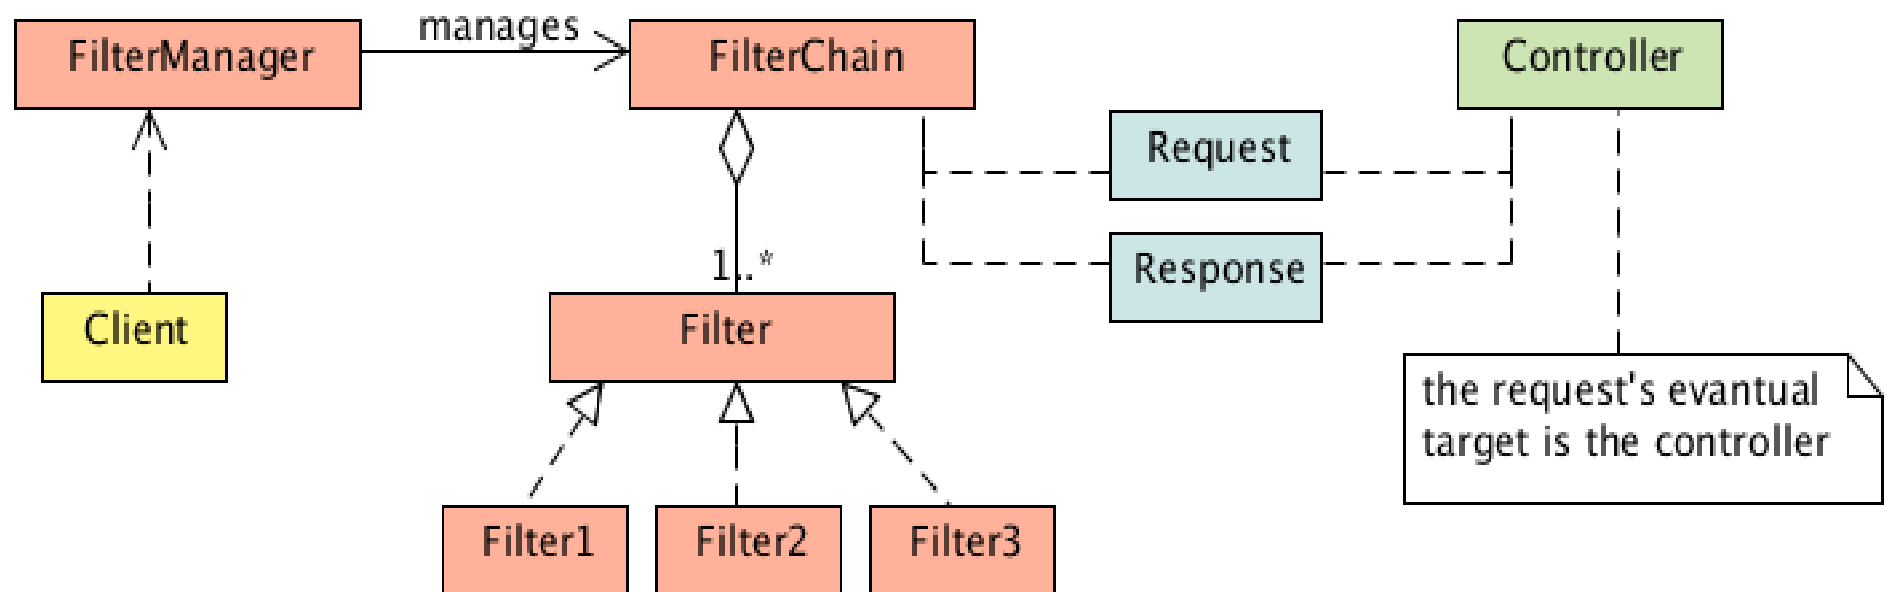 FilterManager
manages
FilterChain
Controller
Request
1..*
Response
Client
Filter
the request's evantual
target is the controller
Filter1
Filter2
Filter3